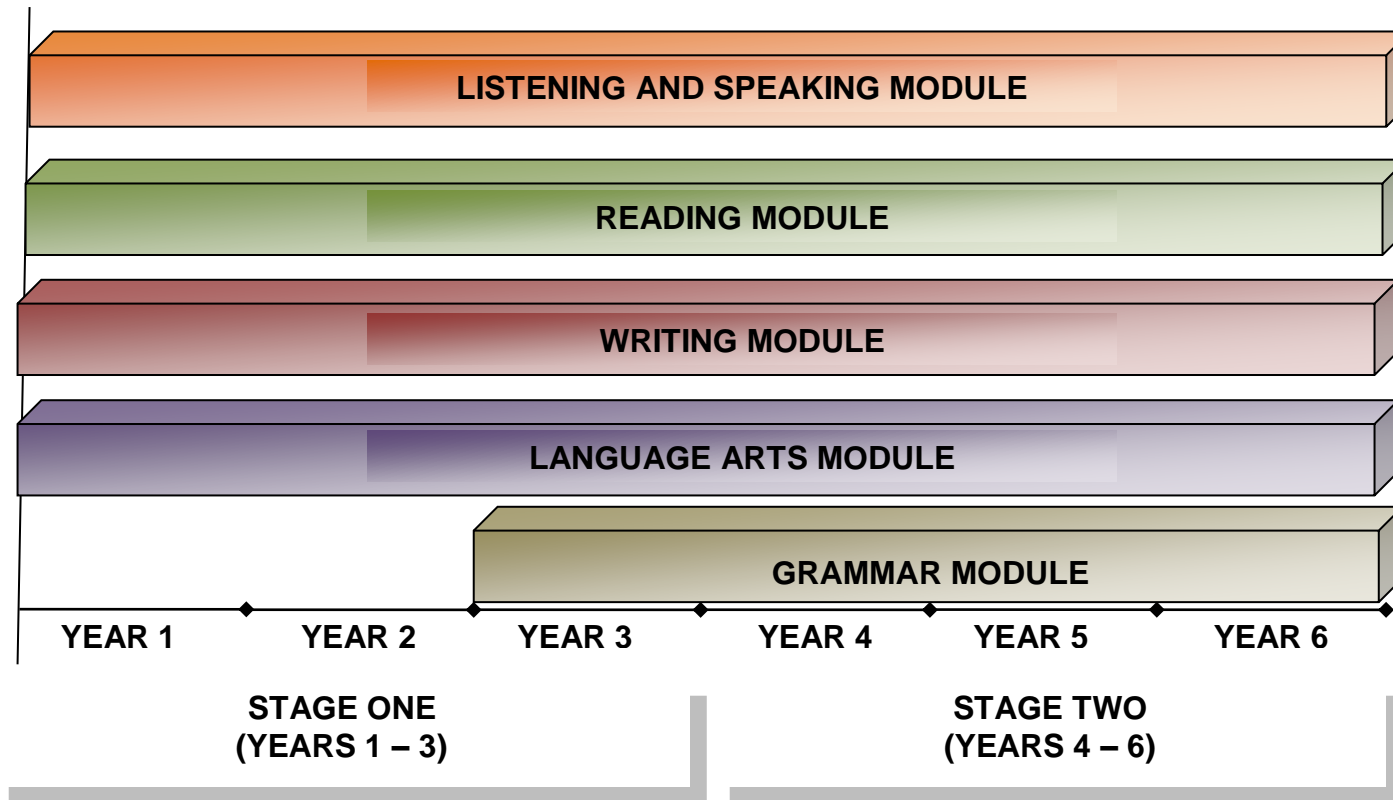 LISTENING AND SPEAKING MODULE
READING MODULE
WRITING MODULE
LANGUAGE ARTS MODULE
GRAMMAR MODULE
YEAR 1 YEAR 2 YEAR 3 YEAR 4 YEAR 5 YEAR 6
STAGE ONE
(YEARS 1 – 3)
STAGE TWO
(YEARS 4 – 6)